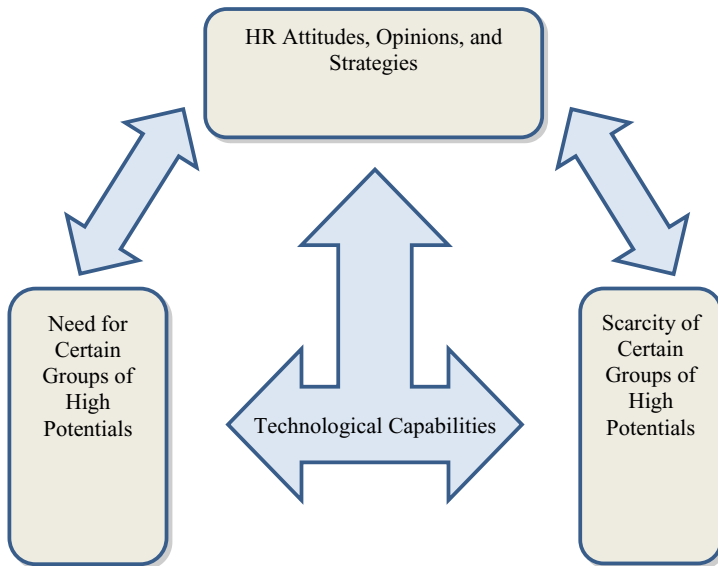 HR Attitudes, Opinions, and
Strategies
Need for
Certain
Groups of
High
Potentials
Technological Capabilities
Scarcity of
Certain
Groups of
High
Potentials